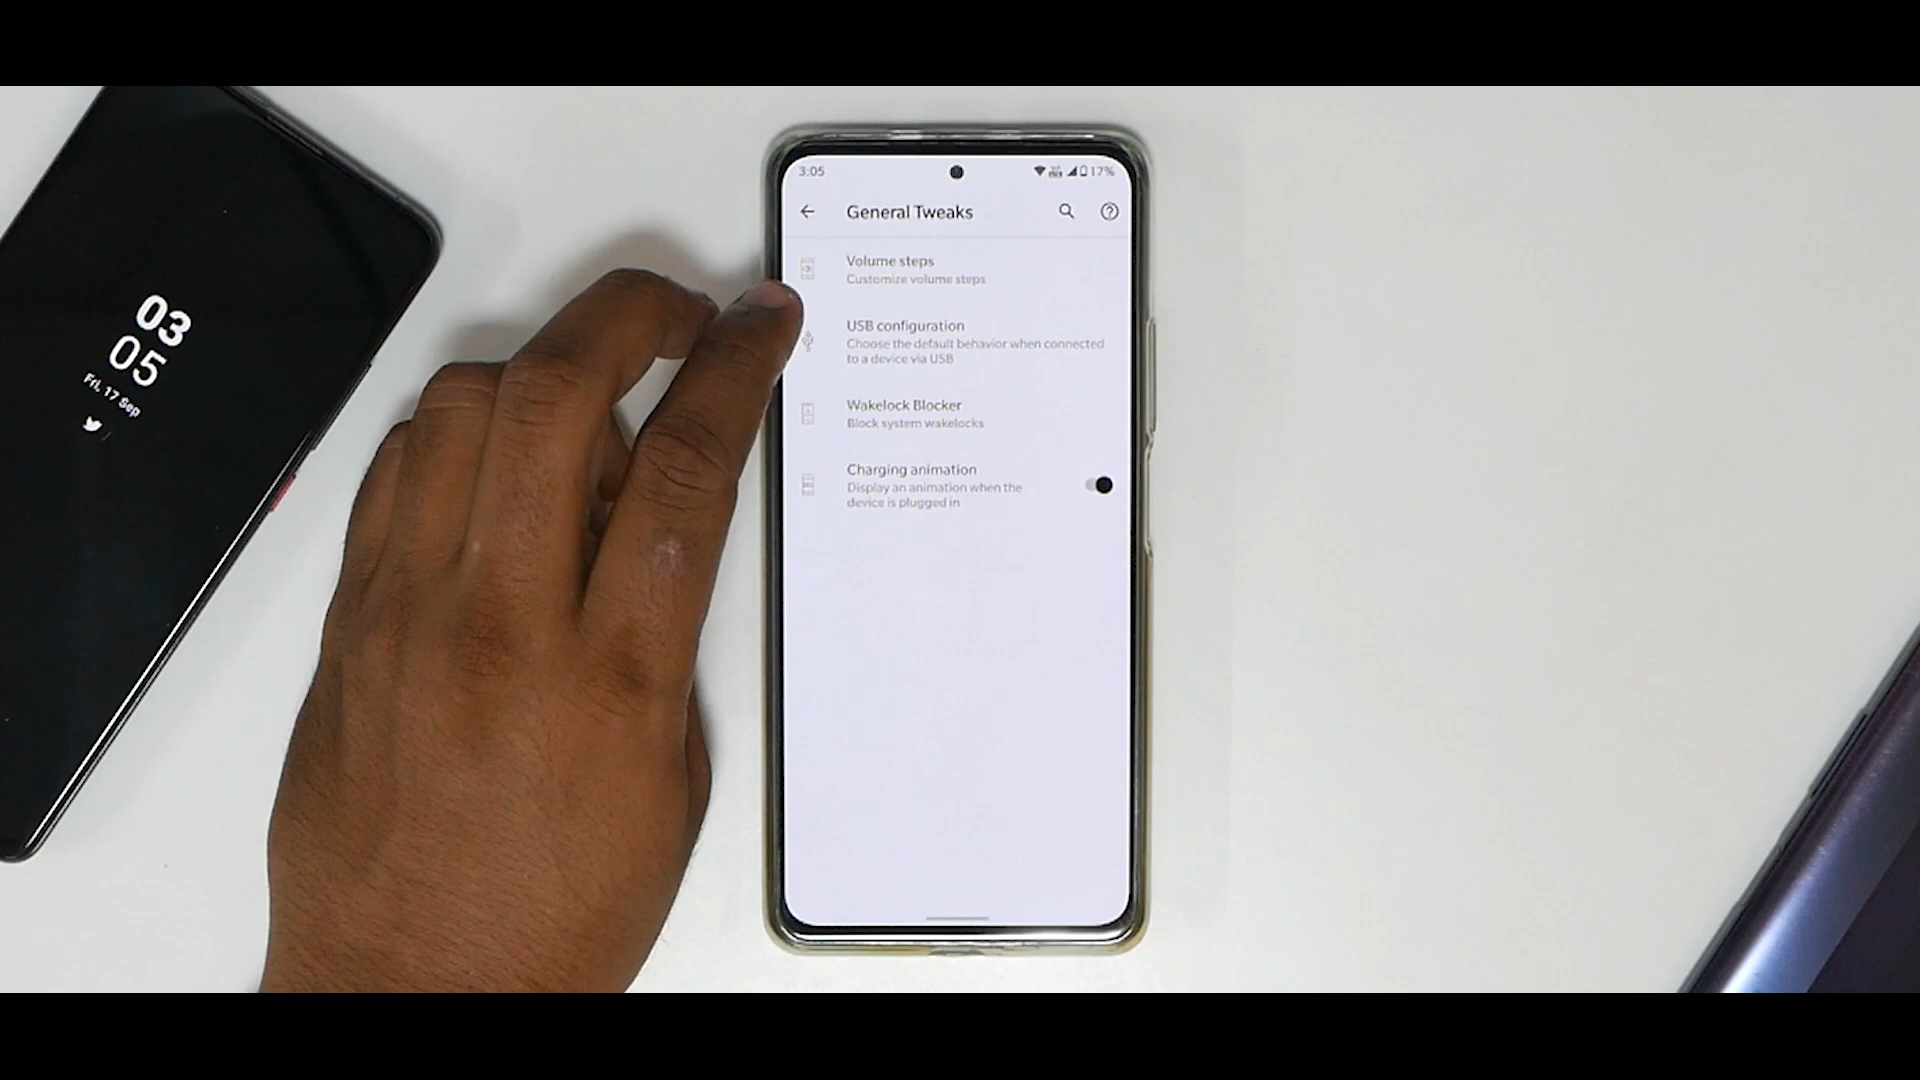 03
05
Fri, 17 Sep
3:05
17%
General Tweaks
Volume steps
Customize volume steps
USB configuration
Choose the default behavior when connected
to a device via USB
Wakelock Blocker
Block system wakelocks
Charging animation
Display an animation when the
device is plugged in